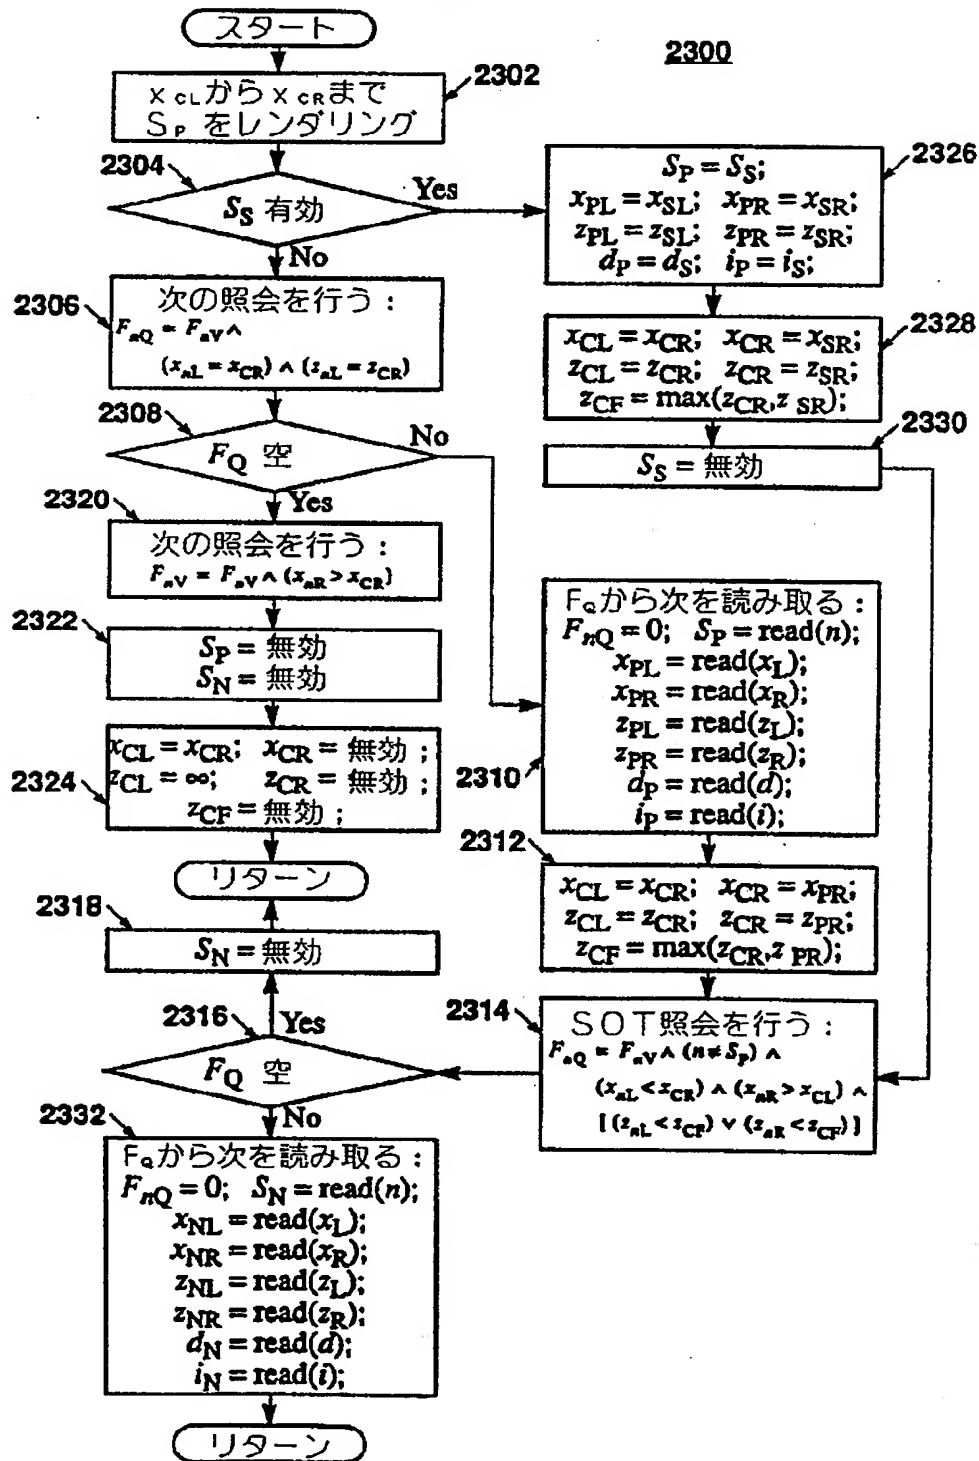 スタート
2300
2302
x CLから x CRまで
S P をレンダリング
2304
S_S 有効
Yes
No
2326
S_P = S_S;
x_PL = x_SL; x_PR = x_SR;
z_PL = z_SL; z_PR = z_SR;
d_P = d_S; i_P = i_S;
2306
次の照会を行う:
F_nQ = F_nV ∧
(x_nL = x_CR) ∧ (z_nL = z_CR)
2328
x_CL = x_CR; x_CR = x_SR;
z_CL = z_CR; z_CR = z_SR;
z_CF = max(z_CR, z_SR);
2308
F_Q 空
No
Yes
2330
S_S = 無効
2320
次の照会を行う:
F_nV = F_nV ∧ (x_nR > x_CR)
2322
S_P = 無効
S_N = 無効
2324
x_CL = x_CR; x_CR = 無効;
z_CL = ∞; z_CR = 無効;
z_CF = 無効;
リターン
2310
F_Qから次を読み取る:
F_nQ = 0; S_P = read(n);
x_PL = read(x_L);
x_PR = read(x_R);
z_PL = read(z_L);
z_PR = read(z_R);
d_P = read(d);
i_P = read(i);
2312
x_CL = x_CR; x_CR = x_PR;
z_CL = z_CR; z_CR = z_PR;
z_CF = max(z_CR, z_PR);
2314
SOT照会を行う:
F_nQ = F_nV ∧ (n ≠ S_P) ∧
(x_nL < x_CR) ∧ (x_nR > x_CL) ∧
[(z_nL < z_CF) ∨ (z_nR < z_CF)]
2318
S_N = 無効
2316
Yes
F_Q 空
No
2332
F_Qから次を読み取る:
F_nQ = 0; S_N = read(n);
x_NL = read(x_L);
x_NR = read(x_R);
z_NL = read(z_L);
z_NR = read(z_R);
d_N = read(d);
i_N = read(i);
リターン